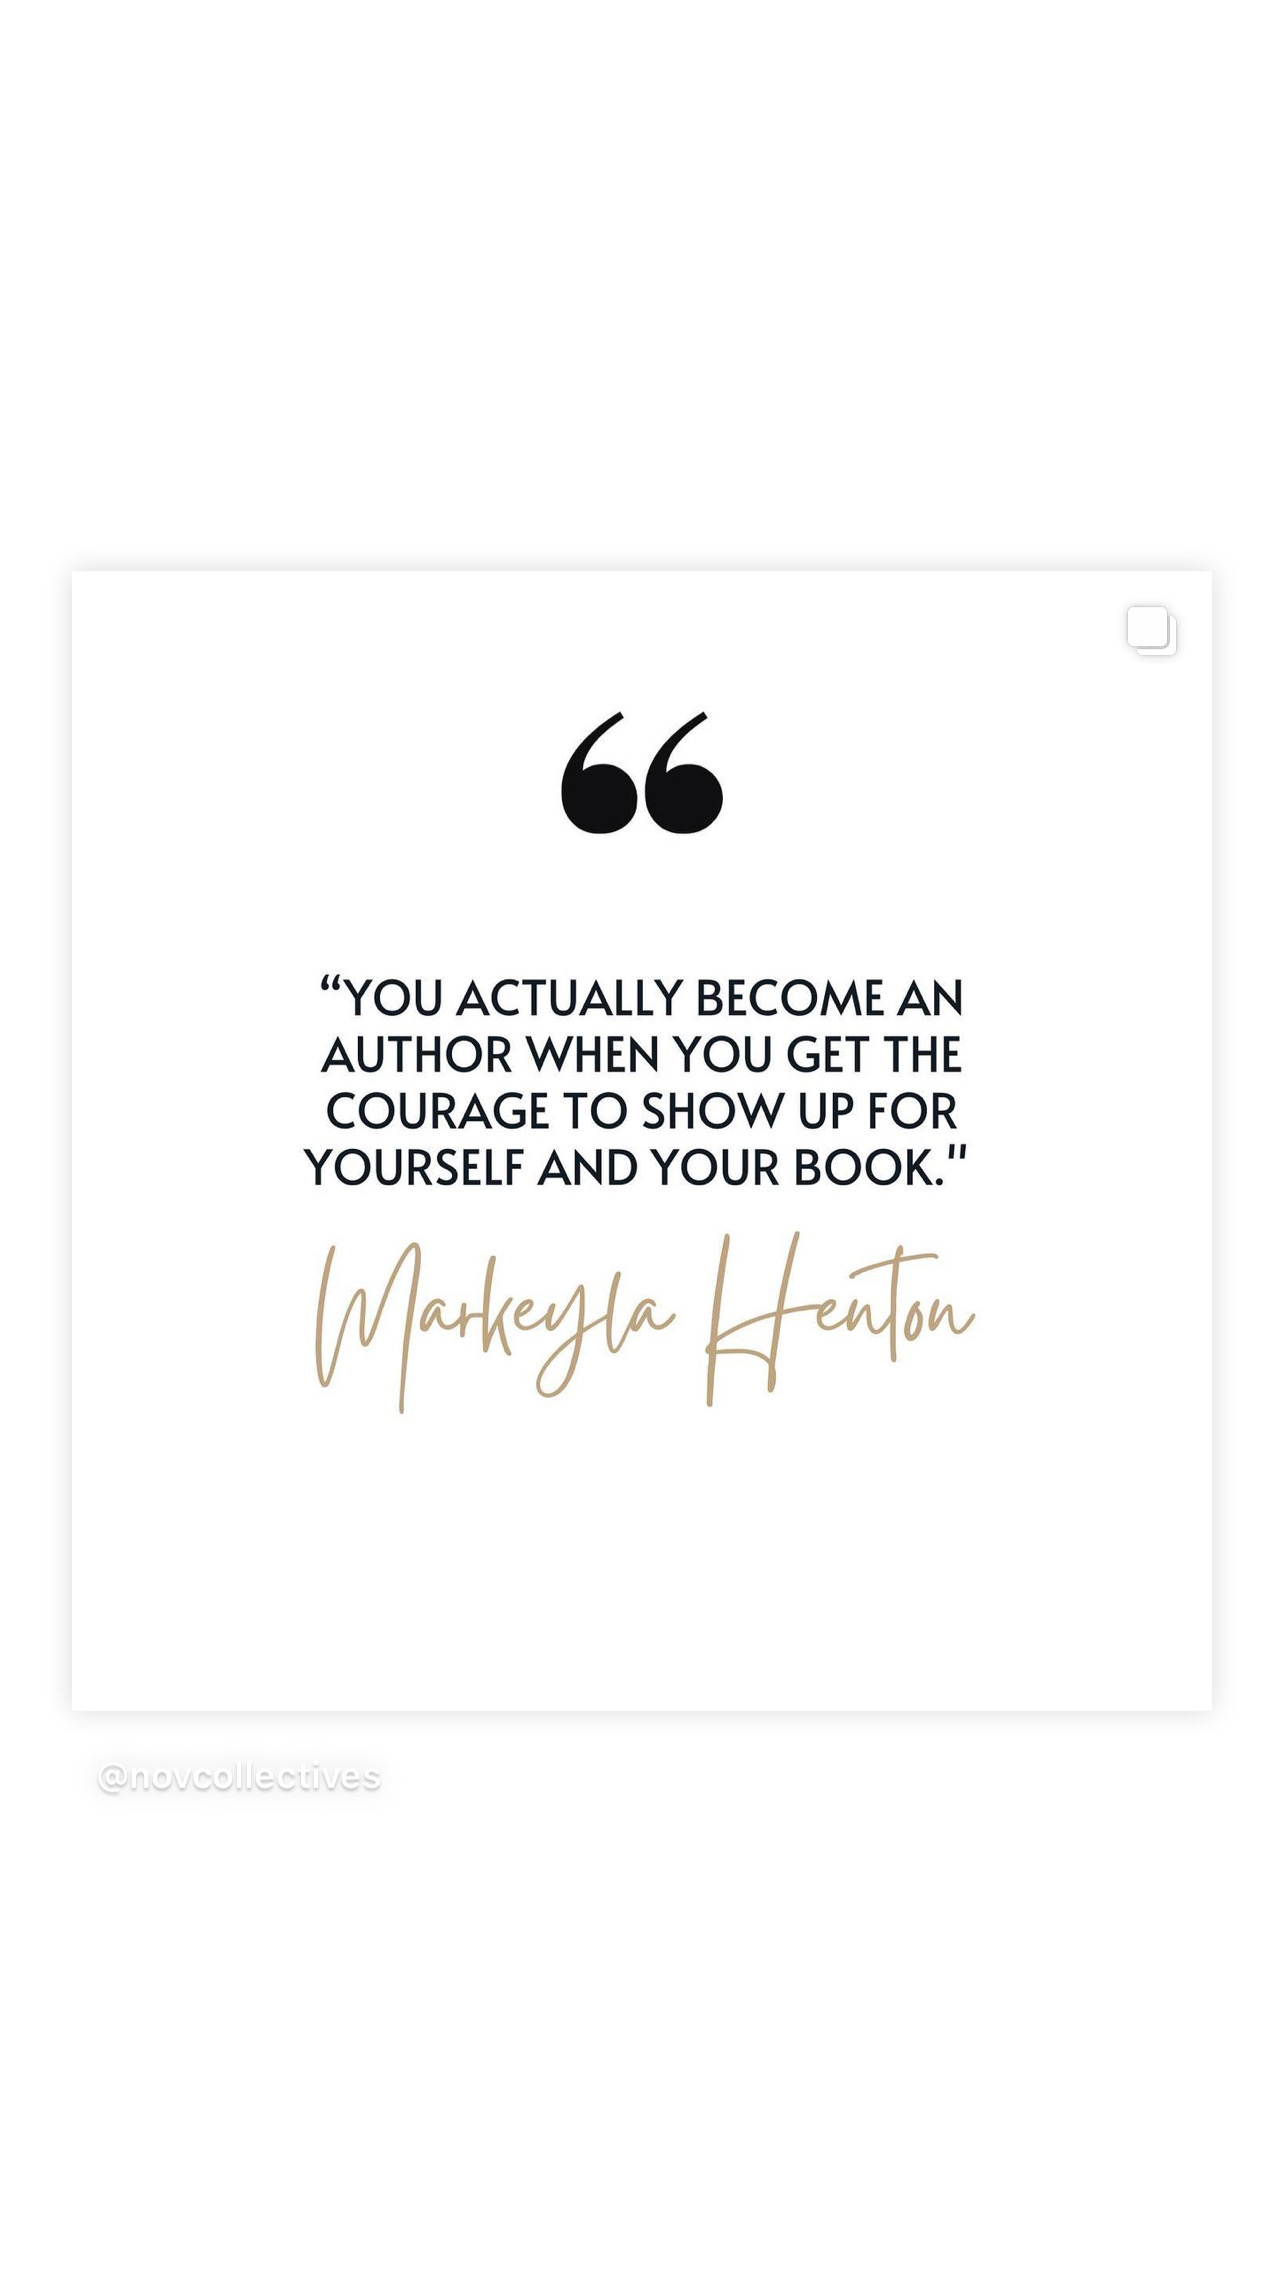 “YOU ACTUALLY BECOME AN
AUTHOR WHEN YOU GET THE
COURAGE TO SHOW UP FOR
YOURSELF AND YOUR BOOK."
Markeyla Henton
@novcollectives